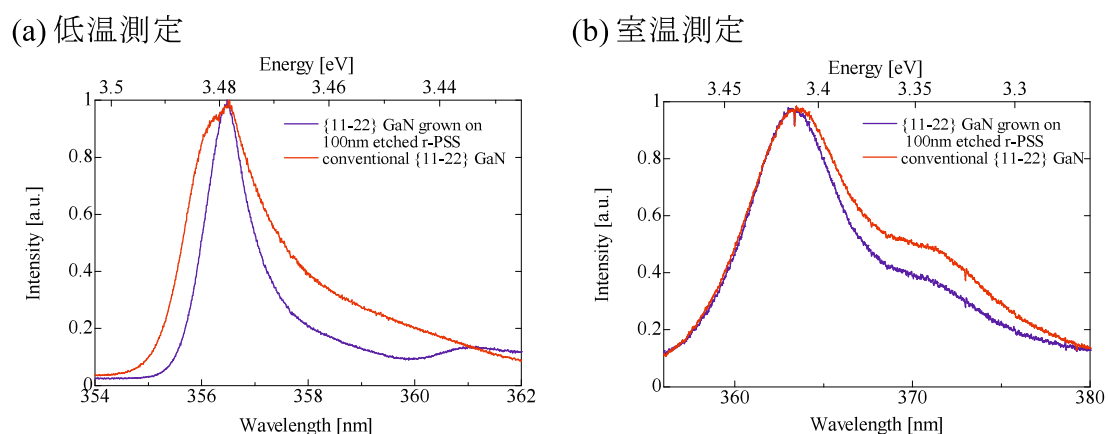 (a) 低温測定
Energy [eV]
3.5 3.48 3.46 3.44
1
0.8
0.6
0.4
0.2
0
Intensity [a.u.]
{11-22} GaN grown on
100nm etched r-PSS
conventional {11-22} GaN
354 356 358 360 362
Wavelength [nm]
(b) 室温測定
Energy [eV]
3.45 3.4 3.35 3.3
1
0.8
0.6
0.4
0.2
0
Intensity [a.u.]
{11-22} GaN grown on
100nm etched r-PSS
conventional {11-22} GaN
360 370 380
Wavelength [nm]